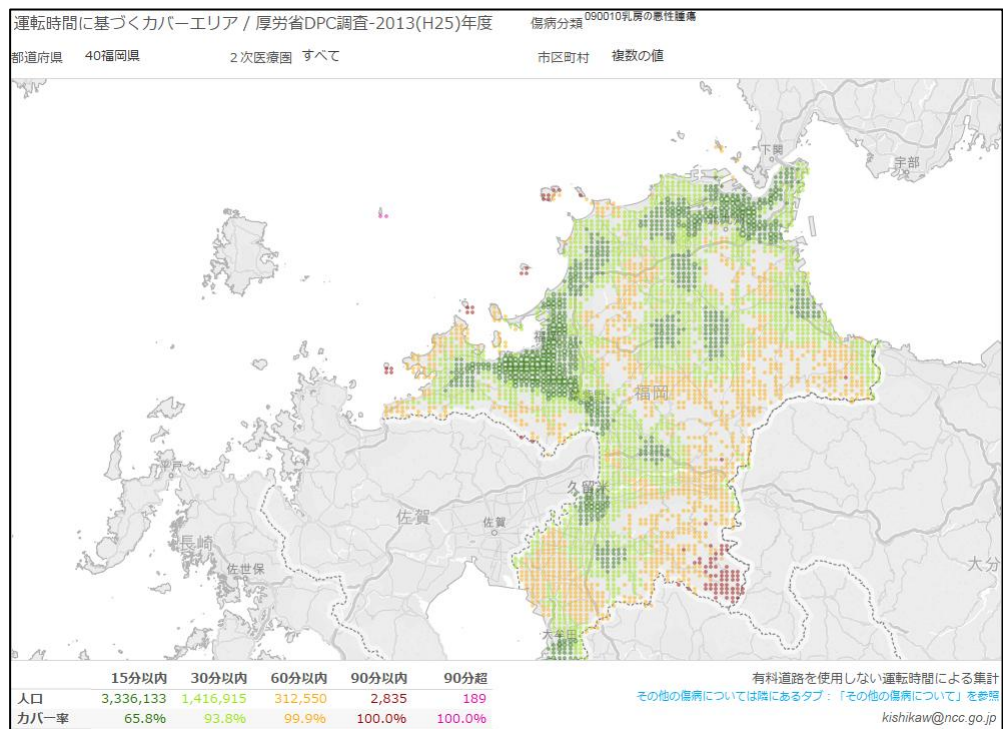 運転時間に基づくカバーエリア / 厚労省DPC調査-2013(H25)年度
傷病分類 090010乳房の悪性腫瘍
都道府県 40福岡県 2次医療圏 すべて 市区町村 複数の値
下関
宇部
福岡
久留米
佐賀
佐賀
平戸
長崎
佐世保
大分
大牟田
15分以内 30分以内 60分以内 90分以内 90分超
人口 3,336,133 1,416,915 312,550 2,835 189
カバー率 65.8% 93.8% 99.9% 100.0% 100.0%
有料道路を使用しない運転時間による集計
その他の傷病については隣にあるタブ：「その他の傷病について」を参照
kishikaw@ncc.go.jp